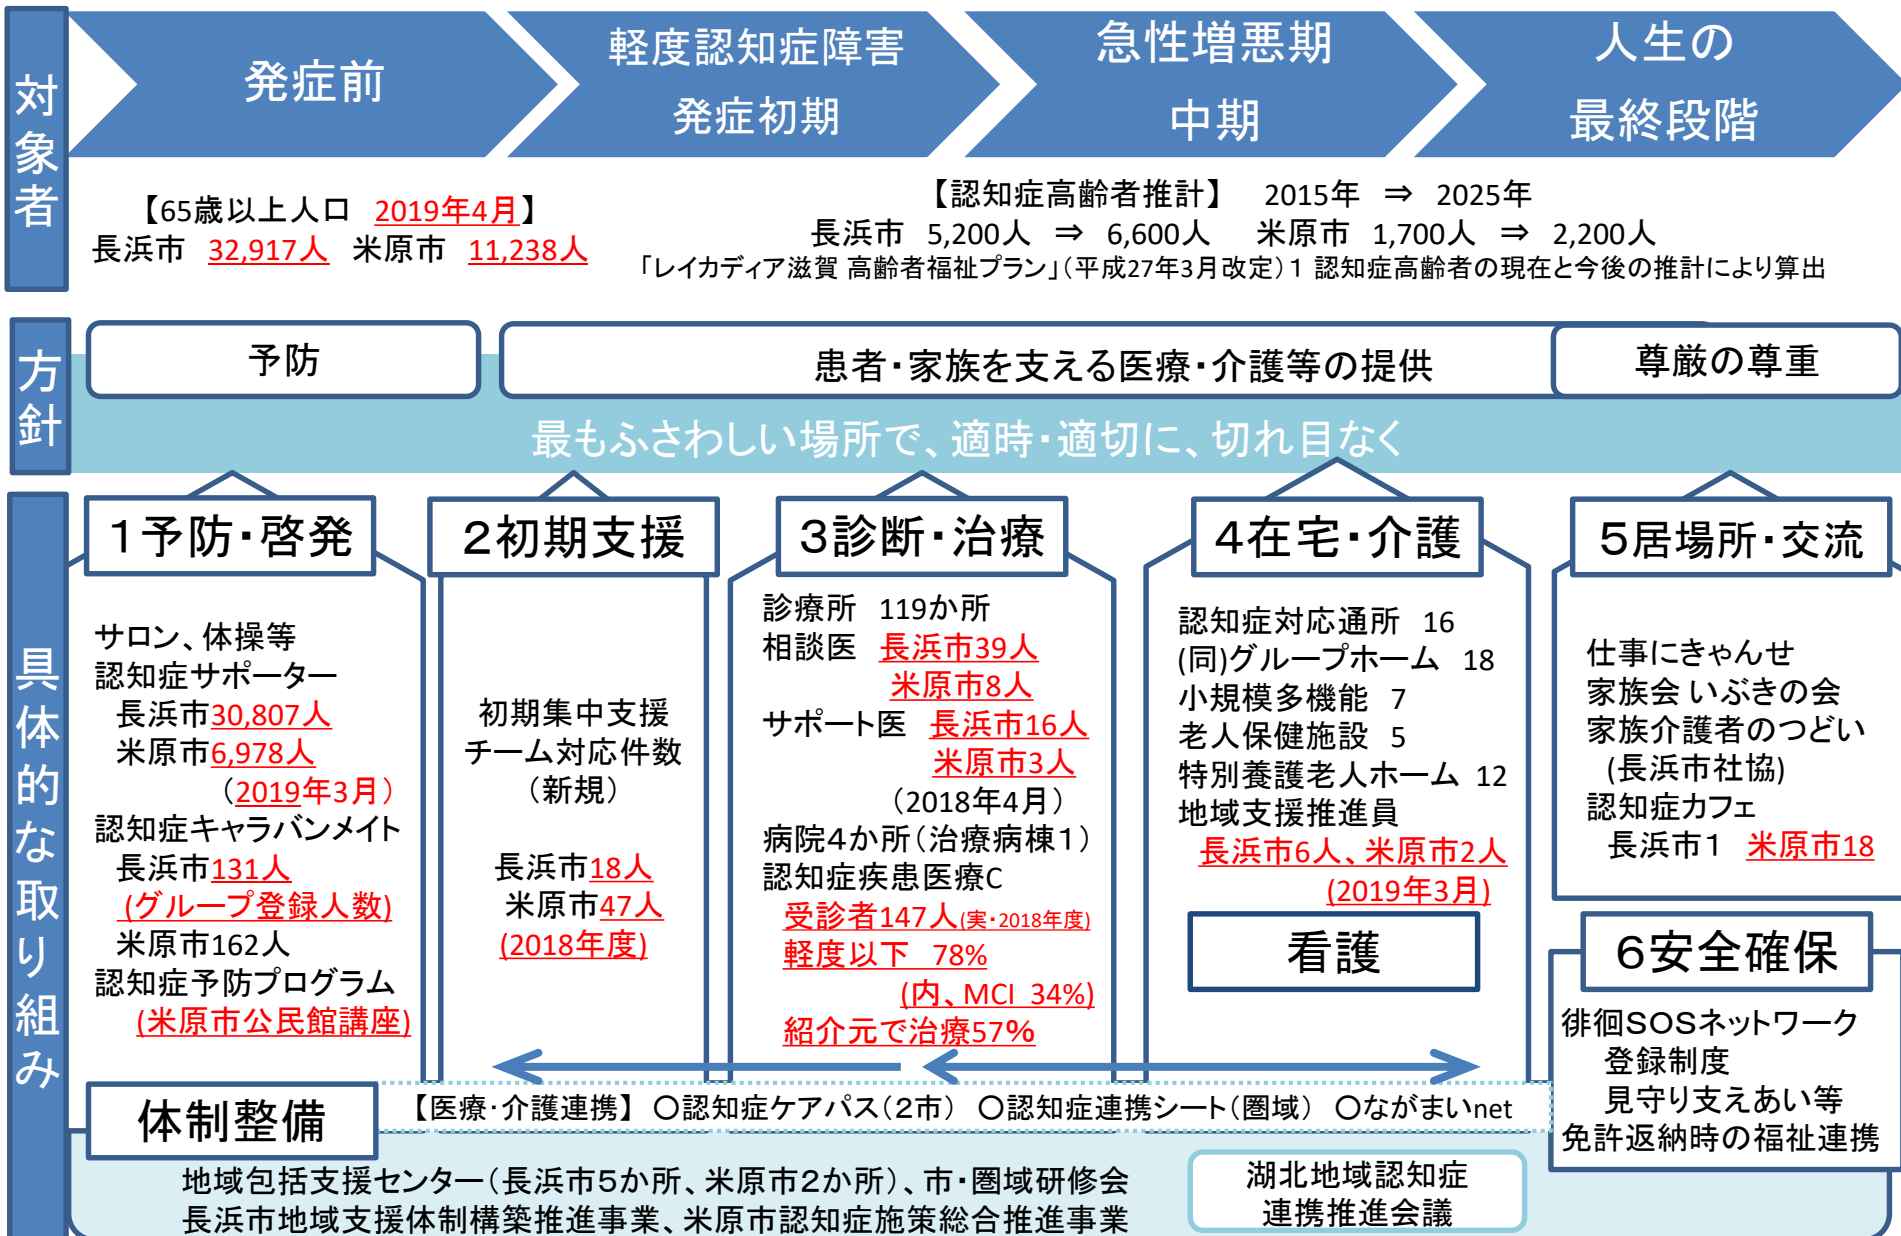 対象者
発症前
軽度認知症障害
発症初期
急性増悪期
中期
人生の
最終段階
【65歳以上人口 2019年4月】
長浜市 32,917人 米原市 11,238人
【認知症高齢者推計】 2015年 ⇒ 2025年
長浜市 5,200人 ⇒ 6,600人 米原市 1,700人 ⇒ 2,200人
「レイカディア滋賀 高齢者福祉プラン」(平成27年3月改定)1 認知症高齢者の現在と今後の推計により算出
方針
予防
患者・家族を支える医療・介護等の提供
尊厳の尊重
最もふさわしい場所で、適時・適切に、切れ目なく
具体的な取り組み
1予防・啓発
サロン、体操等
認知症サポーター
長浜市30,807人
米原市6,978人
(2019年3月)
認知症キャラバンメイト
長浜市131人
(グループ登録人数)
米原市162人
認知症予防プログラム
(米原市公民館講座)
2初期支援
初期集中支援
チーム対応件数
(新規)
長浜市18人
米原市47人
(2018年度)
3診断・治療
診療所 119か所
相談医 長浜市39人
米原市8人
サポート医 長浜市16人
米原市3人
(2018年4月)
病院4か所(治療病棟1)
認知症疾患医療C
受診者147人(実・2018年度)
軽度以下 78%
(内、MCI 34%)
紹介元で治療57%
4在宅・介護
認知症対応通所 16
(同)グループホーム 18
小規模多機能 7
老人保健施設 5
特別養護老人ホーム 12
地域支援推進員
長浜市6人、米原市2人
(2019年3月)
看護
5居場所・交流
仕事にきゃんせ
家族会 いぶきの会
家族介護者のつどい
(長浜市社協)
認知症カフェ
長浜市1 米原市18
6安全確保
徘徊SOSネットワーク
登録制度
見守り支えあい等
免許返納時の福祉連携
体制整備
【医療・介護連携】 〇認知症ケアパス(2市) 〇認知症連携シート(圏域) 〇ながまいnet
地域包括支援センター(長浜市5か所、米原市2か所)、市・圏域研修会
長浜市地域支援体制構築推進事業、米原市認知症施策総合推進事業
湖北地域認知症
連携推進会議